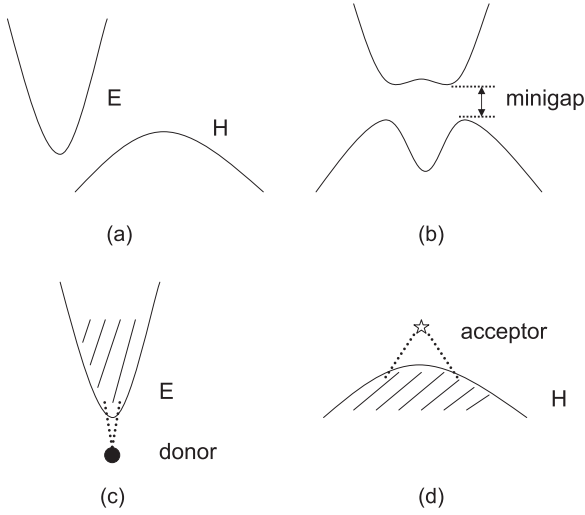 E
H
(a)
minigap
(b)
E
donor
(c)
acceptor
H
(d)